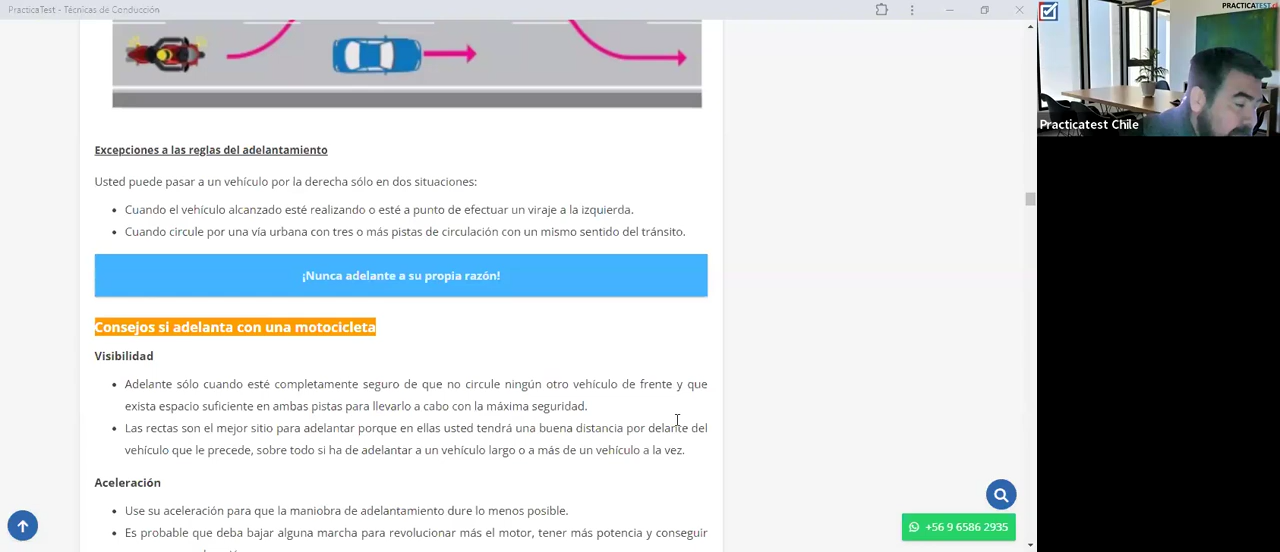 PracticaTest - Técnicas de Conducción
PRACTICATEST
Practicatest Chile
Excepciones a las reglas del adelantamiento
Usted puede pasar a un vehículo por la derecha sólo en dos situaciones:
• Cuando el vehículo alcanzado esté realizando o esté a punto de efectuar un viraje a la izquierda.
• Cuando circule por una vía urbana con tres o más pistas de circulación con un mismo sentido del tránsito.
¡Nunca adelante a su propia razón!
Consejos si adelanta con una motocicleta
Visibilidad
• Adelante sólo cuando esté completamente seguro de que no circule ningún otro vehículo de frente y que
exista espacio suficiente en ambas pistas para llevarlo a cabo con la máxima seguridad.
• Las rectas son el mejor sitio para adelantar porque en ellas usted tendrá una buena distancia por delante del
vehículo que le precede, sobre todo si ha de adelantar a un vehículo largo o a más de un vehículo a la vez.
Aceleración
• Use su aceleración para que la maniobra de adelantamiento dure lo menos posible.
• Es probable que deba bajar alguna marcha para revolucionar más el motor, tener más potencia y conseguir
+56 9 6586 2935